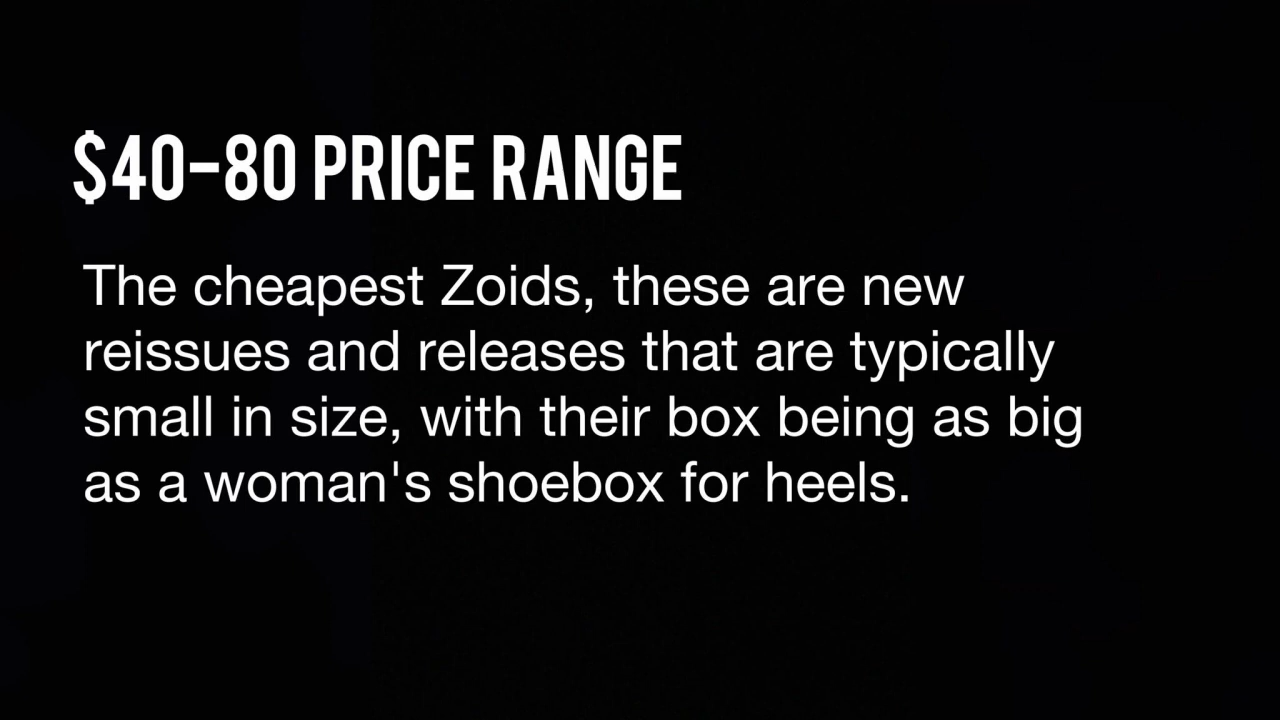 $40-80 PRICE RANGE
The cheapest Zoids, these are new
reissues and releases that are typically
small in size, with their box being as big
as a woman's shoebox for heels.